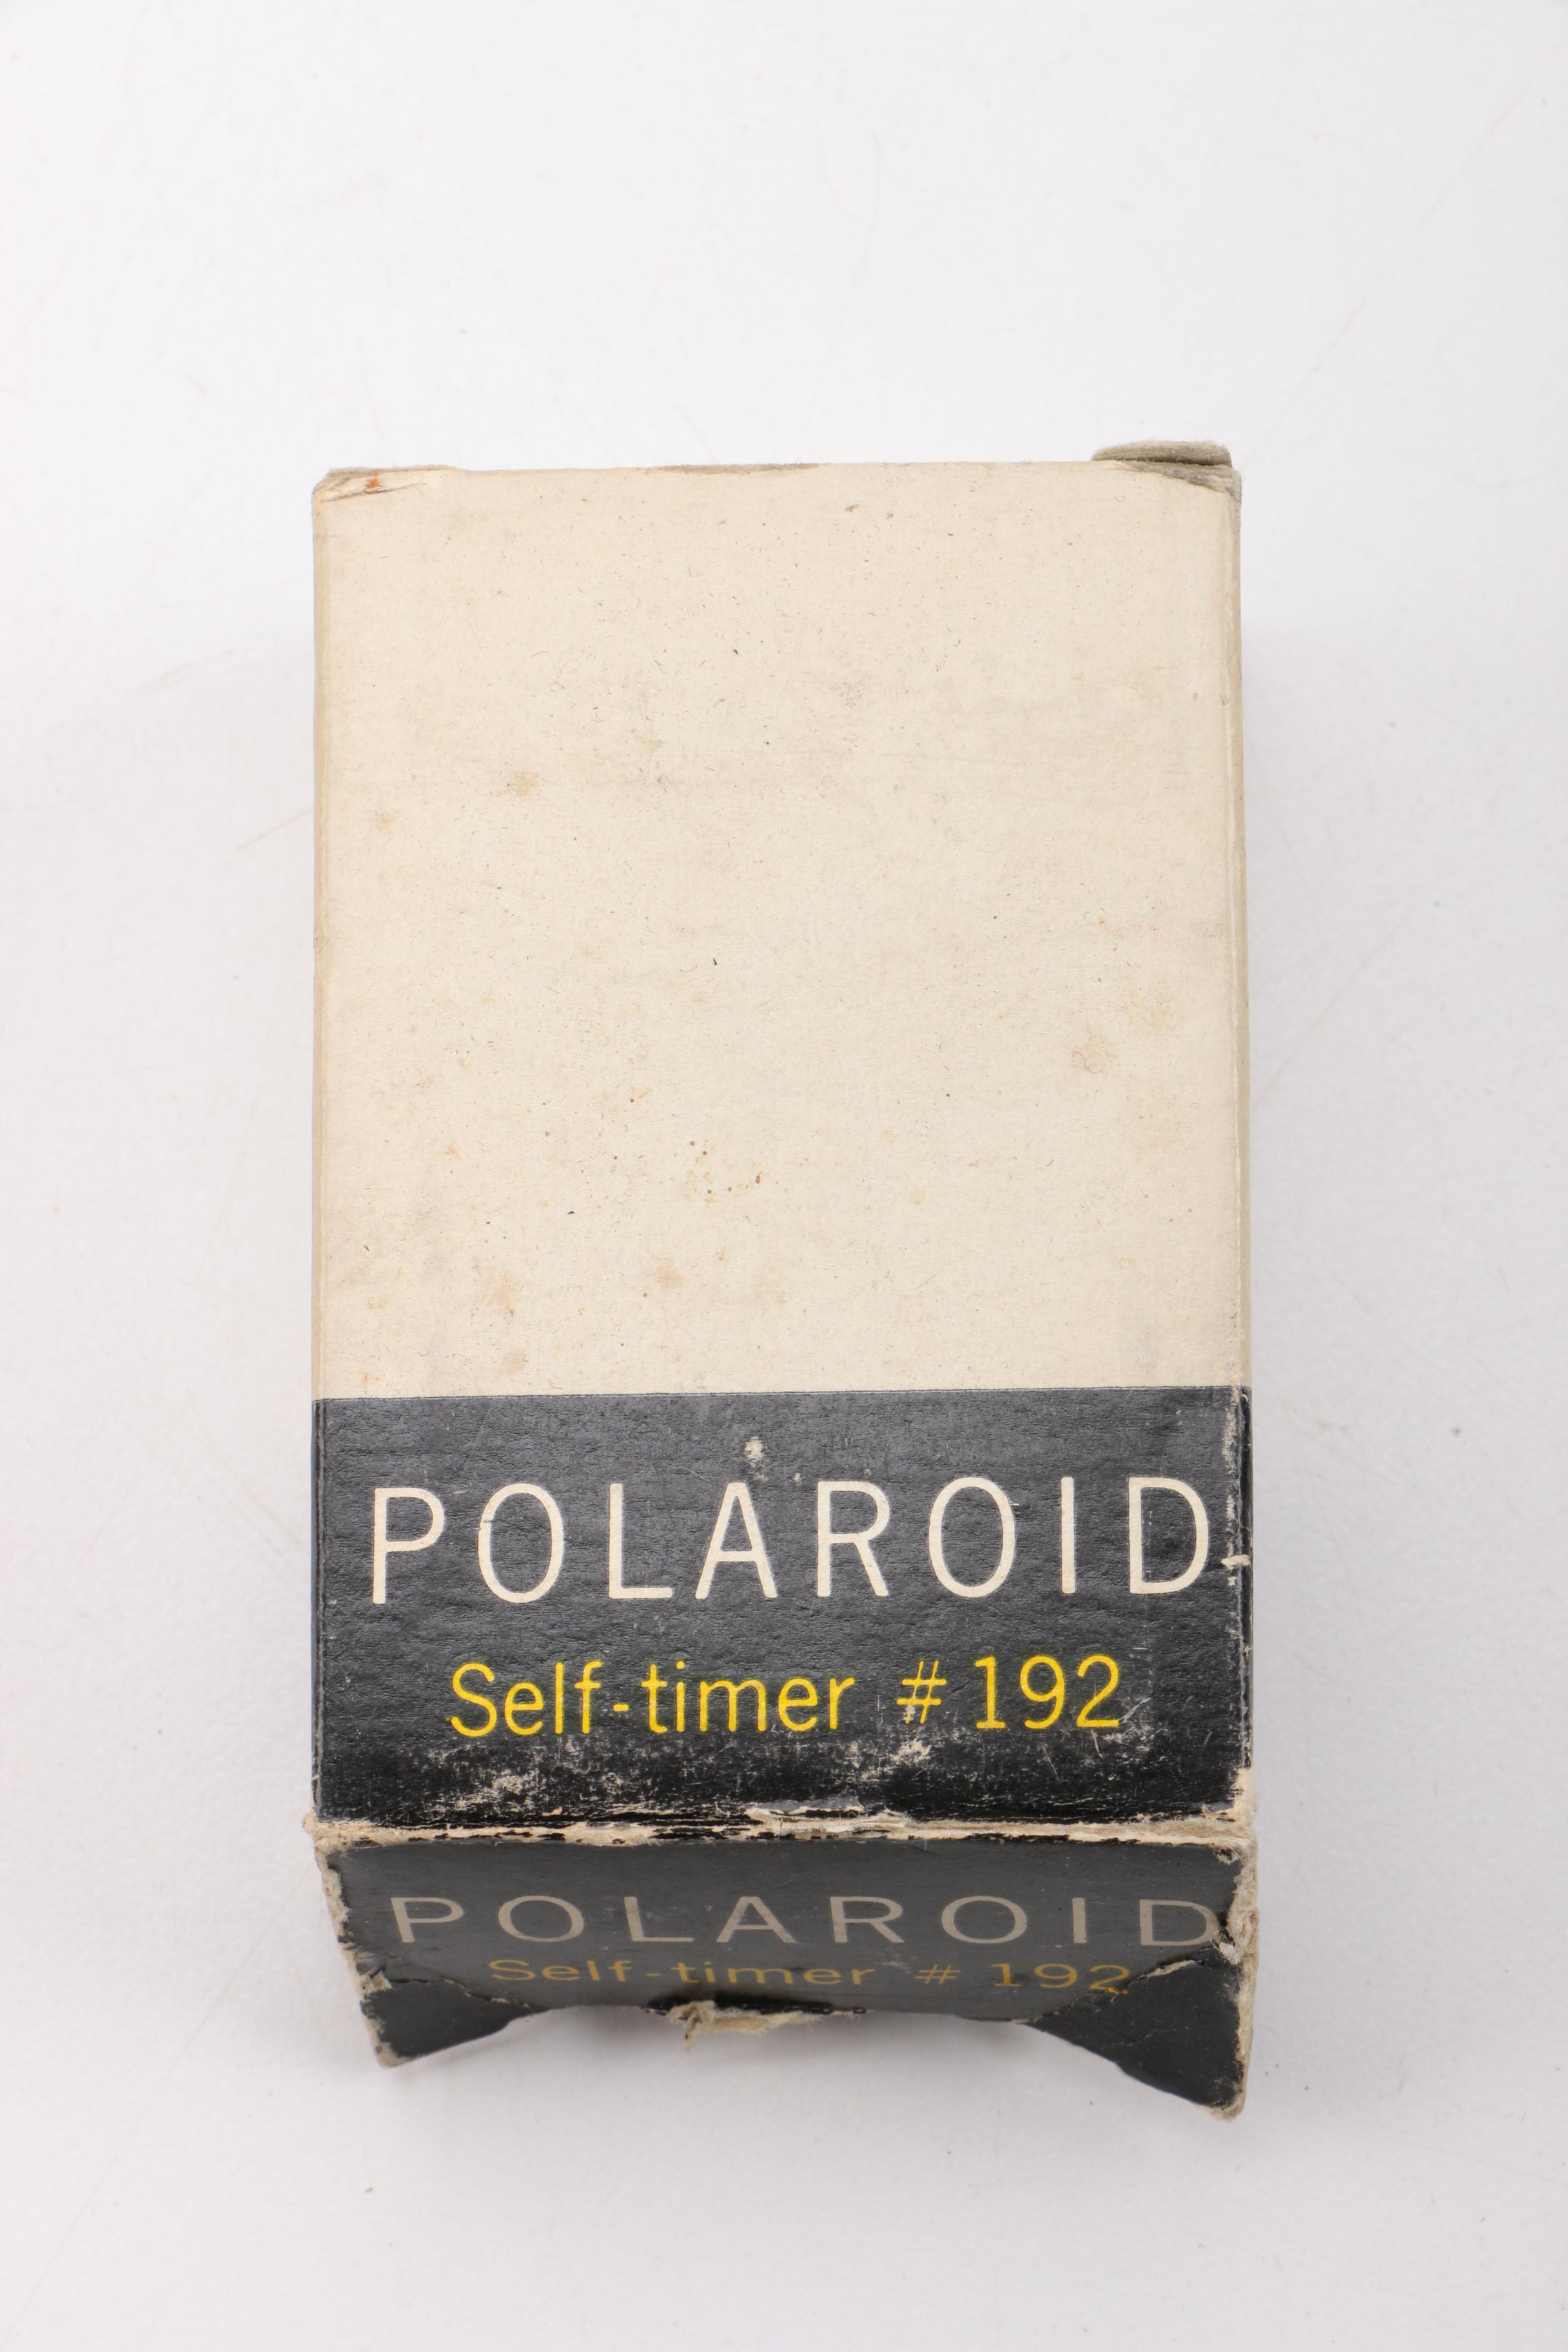 POLAROID
Self-timer # 192
POLAROID
Self-timer # 192